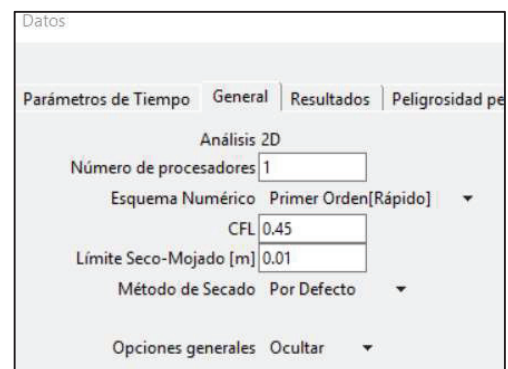 Datos
Parámetros de Tiempo General Resultados Peligrosidad pe
Análisis 2D
Número de procesadores 1
Esquema Numérico Primer Orden[Rápido]
CFL 0.45
Límite Seco-Mojado [m] 0.01
Método de Secado Por Defecto
Opciones generales Ocultar